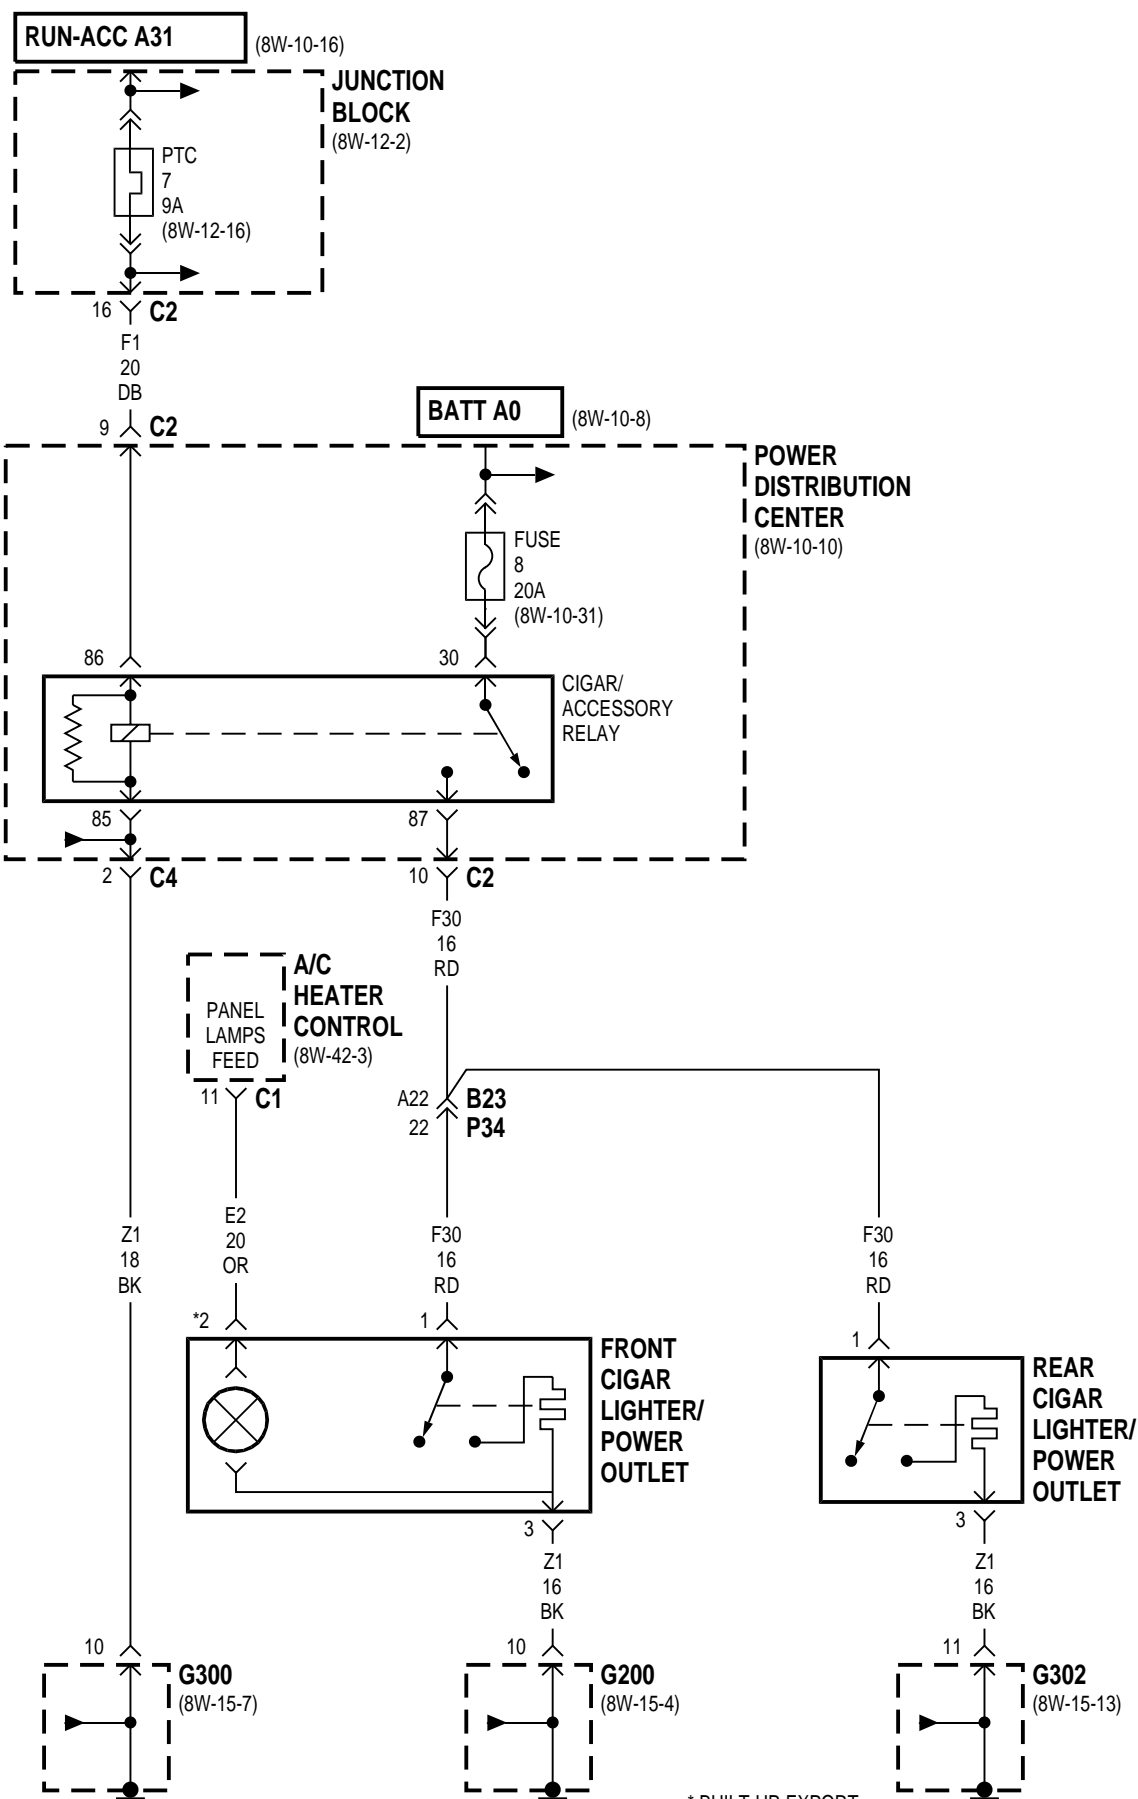 RUN-ACC A31
(8W-10-16)
JUNCTION
BLOCK
(8W-12-2)
PTC
7
9A
(8W-12-16)
16
C2
F1
20
DB
9
C2
BATT A0
(8W-10-8)
POWER
DISTRIBUTION
CENTER
(8W-10-10)
FUSE
8
20A
(8W-10-31)
86
30
CIGAR/
ACCESSORY
RELAY
85
87
2
C4
10
C2
F30
16
RD
A/C
HEATER
CONTROL
(8W-42-3)
PANEL
LAMPS
FEED
11
C1
A22
B23
22
P34
Z1
18
BK
E2
20
OR
F30
16
RD
F30
16
RD
*2
1
FRONT
CIGAR
LIGHTER/
POWER
OUTLET
1
REAR
CIGAR
LIGHTER/
POWER
OUTLET
3
Z1
16
BK
3
Z1
16
BK
10
G300
(8W-15-7)
10
G200
(8W-15-4)
11
G302
(8W-15-13)
* BUILT-UP-EXPORT